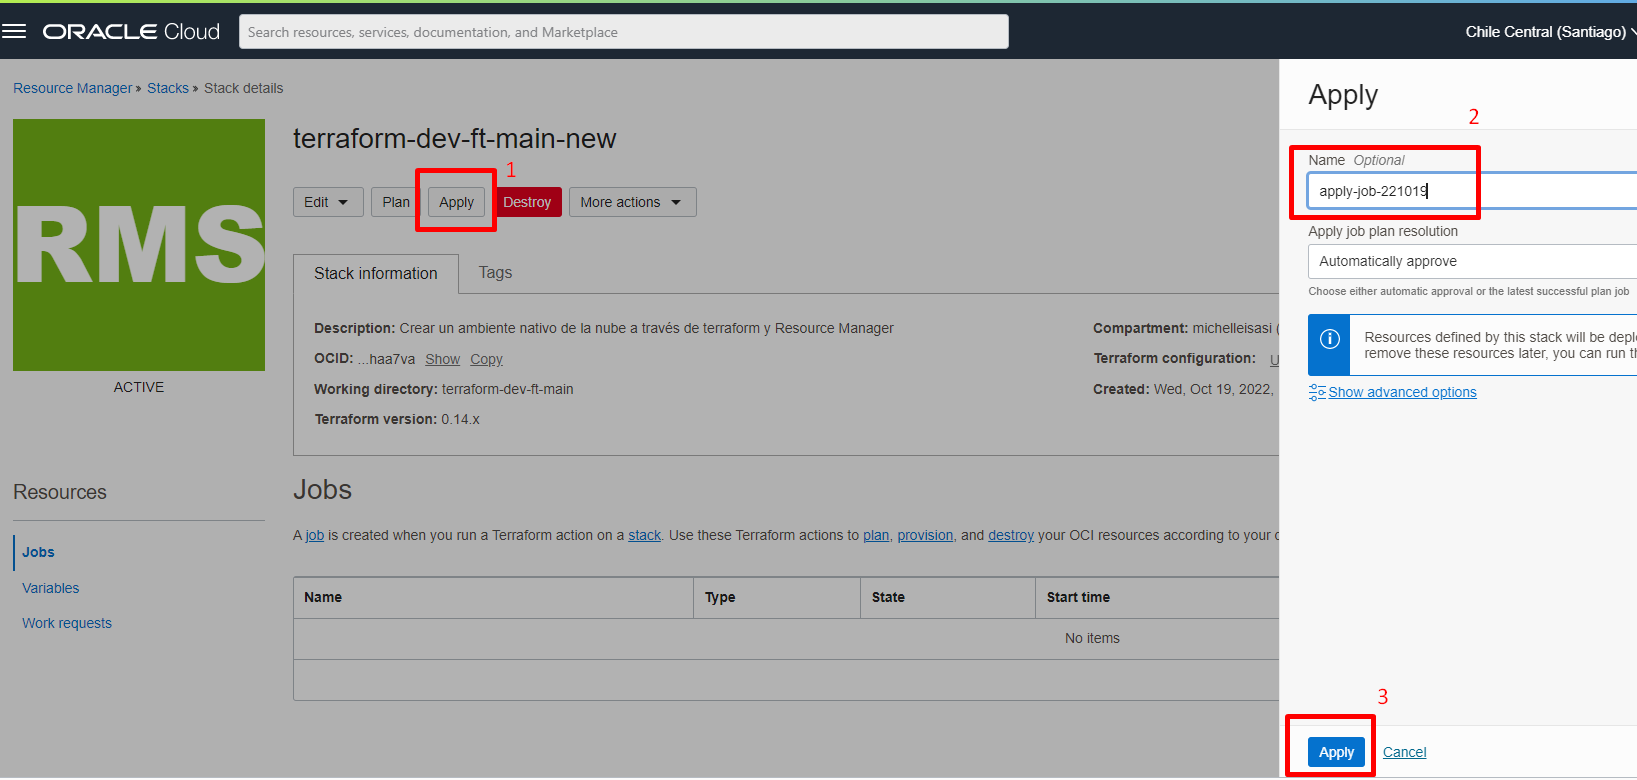 ORACLE Cloud
Search resources, services, documentation, and Marketplace
Chile Central (Santiago)
Resource Manager » Stacks » Stack details
RMS
ACTIVE
terraform-dev-ft-main-new
1
Edit
Plan
Apply
Destroy
More actions
Stack information
Tags
Description: Crear un ambiente nativo de la nube a través de terraform y Resource Manager
OCID: ...haa7va Show Copy
Working directory: terraform-dev-ft-main
Terraform version: 0.14.x
Compartment: michelleisasi (
Terraform configuration: U
Created: Wed, Oct 19, 2022,
Resources
Jobs
Variables
Work requests
Jobs
A job is created when you run a Terraform action on a stack. Use these Terraform actions to plan, provision, and destroy your OCI resources according to your
Name
Type
State
Start time
No items
Apply
2
Name Optional
apply-job-221019
Apply job plan resolution
Automatically approve
Choose either automatic approval or the latest successful plan job
Resources defined by this stack will be depl
remove these resources later, you can run t
Show advanced options
3
Apply
Cancel